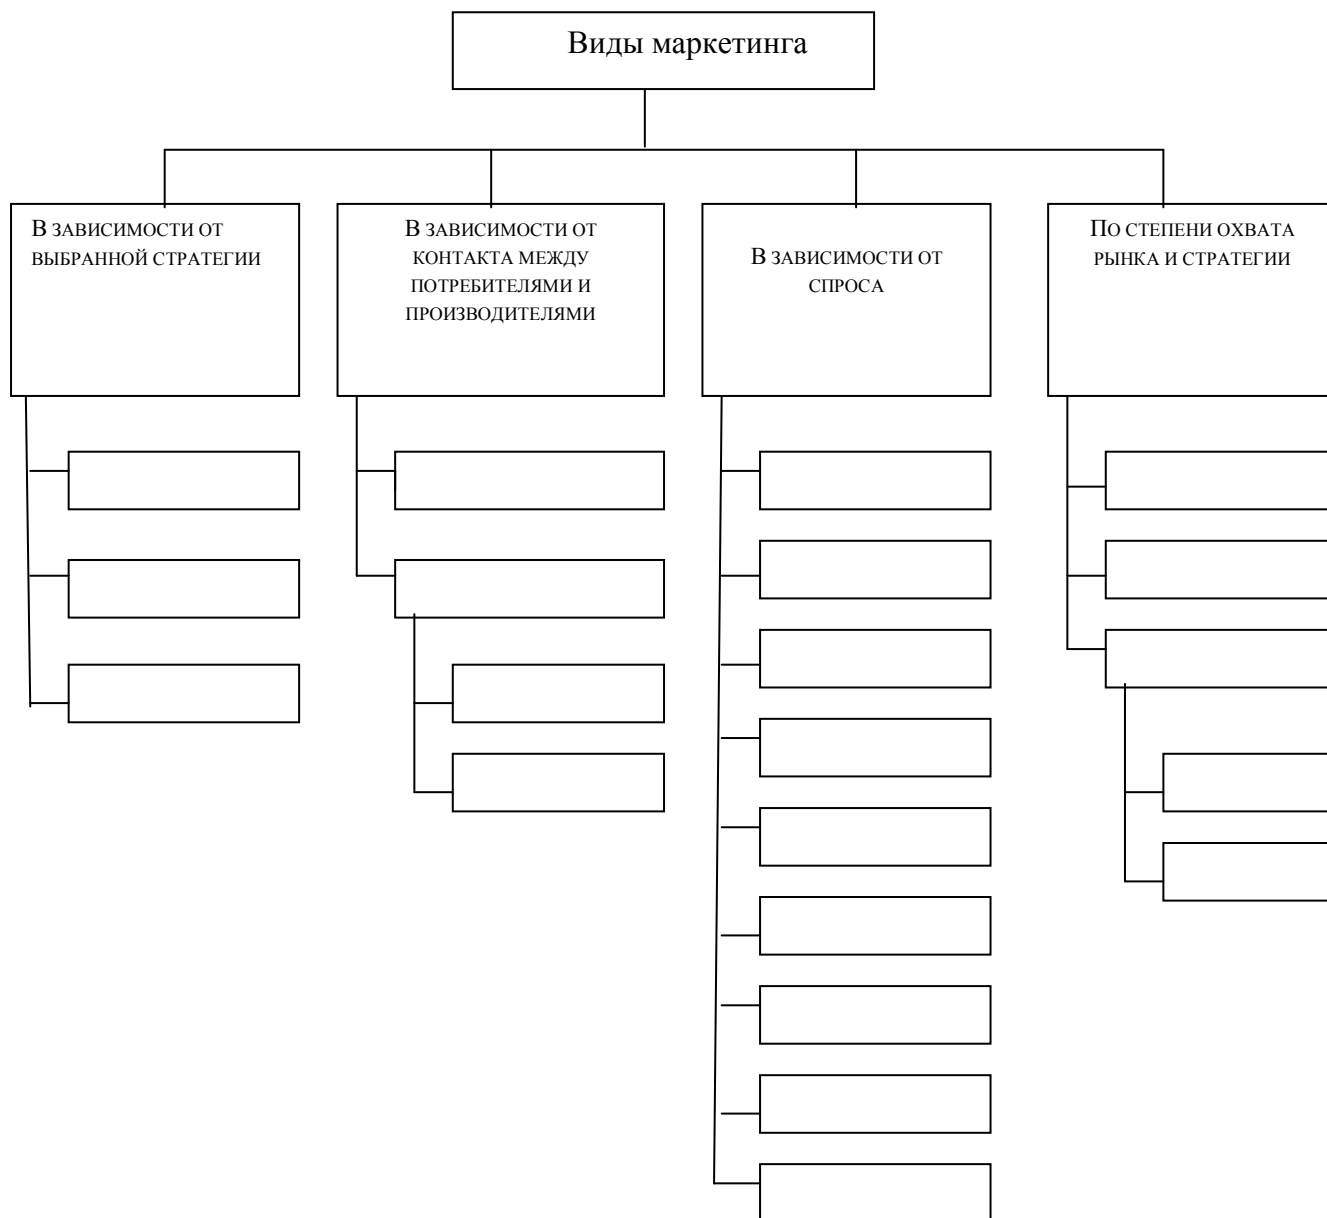 Виды маркетинга
В ЗАВИСИМОСТИ ОТ
ВЫБРАННОЙ СТРАТЕГИИ
В ЗАВИСИМОСТИ ОТ
КОНТАКТА МЕЖДУ
ПОТРЕБИТЕЛЯМИ И
ПРОИЗВОДИТЕЛЯМИ
В ЗАВИСИМОСТИ ОТ
СПРОСА
ПО СТЕПЕНИ ОХВАТА
РЫНКА И СТРАТЕГИИ